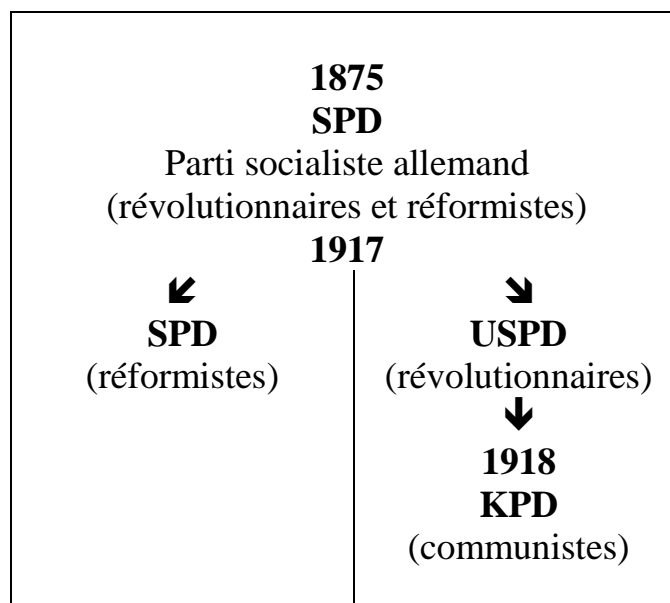 1875
SPD
Parti socialiste allemand
(révolutionnaires et réformistes)
1917
SPD
(réformistes)
USPD
(révolutionnaires)
1918
KPD
(communistes)